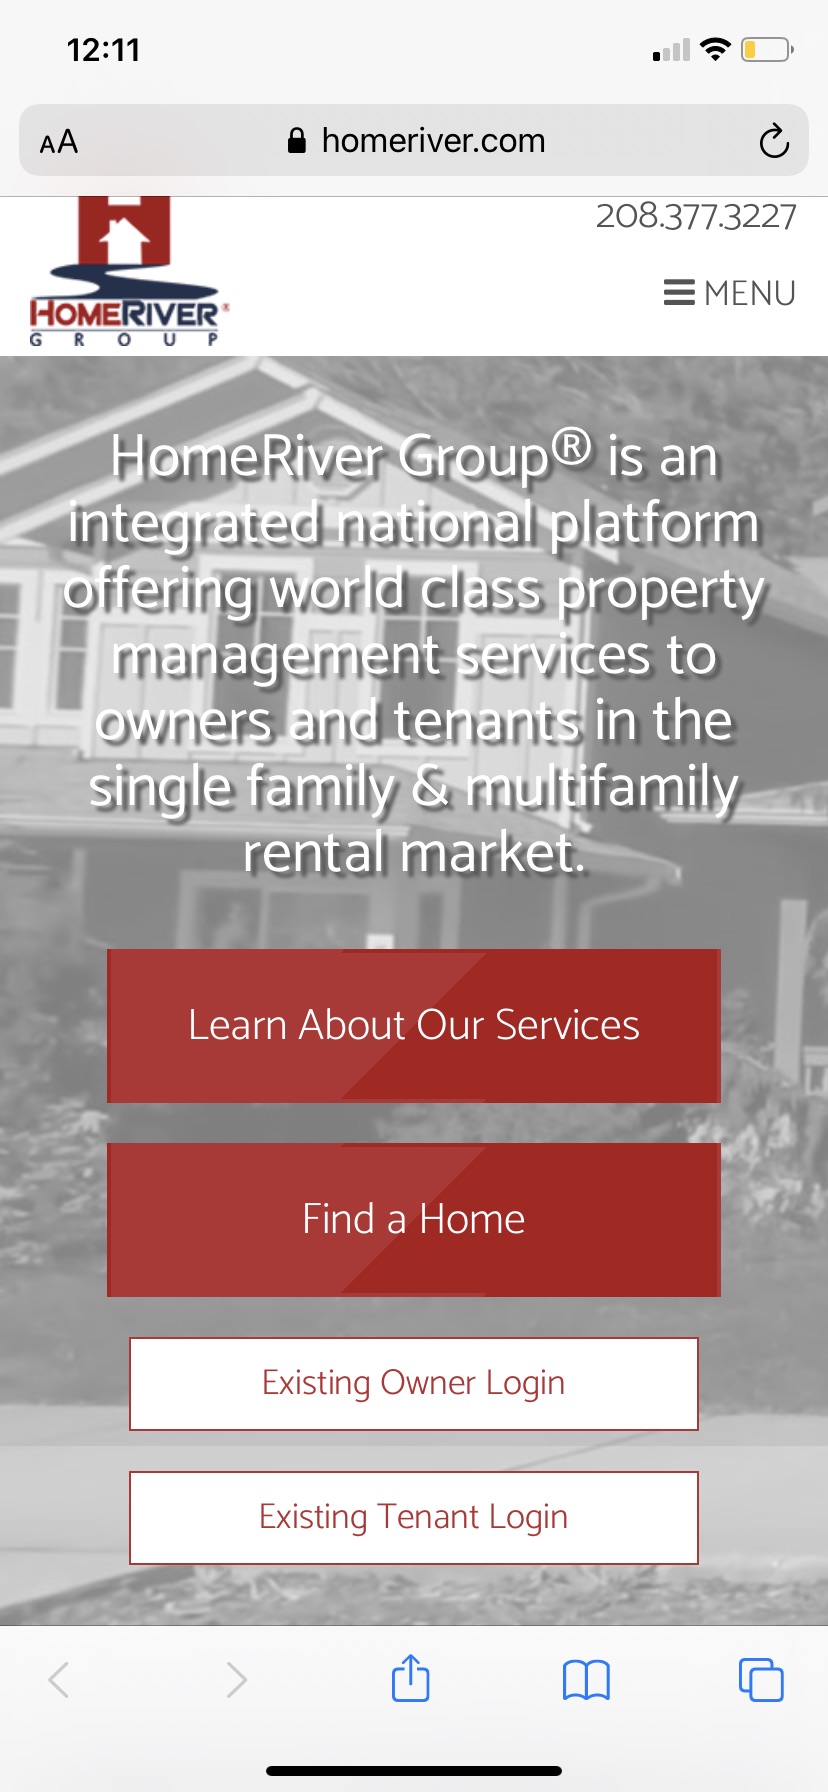 12:11
AA homeriver.com
208.377.3227
MENU
HOMERIVER®
GROUP
HomeRiver Group® is an
integrated national platform
offering world class property
management services to
owners and tenants in the
single family & multifamily
rental market.
Learn About Our Services
Find a Home
Existing Owner Login
Existing Tenant Login